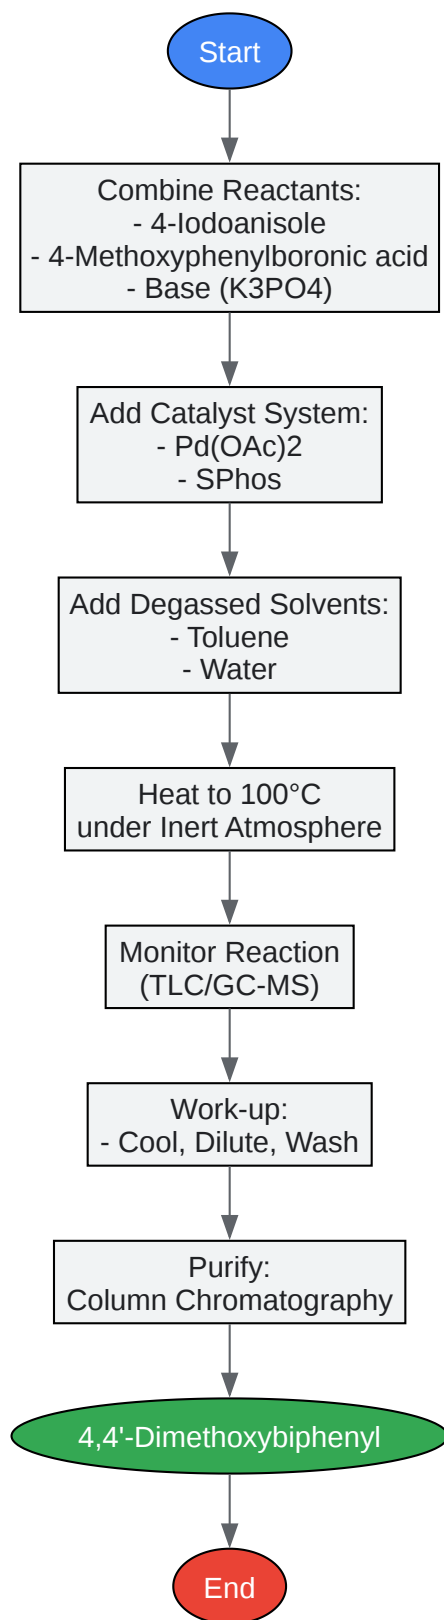 Start
Combine Reactants:
- 4-Iodoanisole
- 4-Methoxyphenylboronic acid
- Base (K3PO4)
Add Catalyst System:
- Pd(OAc)2
- SPhos
Add Degassed Solvents:
- Toluene
- Water
Heat to 100°C
under Inert Atmosphere
Monitor Reaction
(TLC/GC-MS)
Work-up:
- Cool, Dilute, Wash
Purify:
Column Chromatography
4,4'-Dimethoxybiphenyl
End